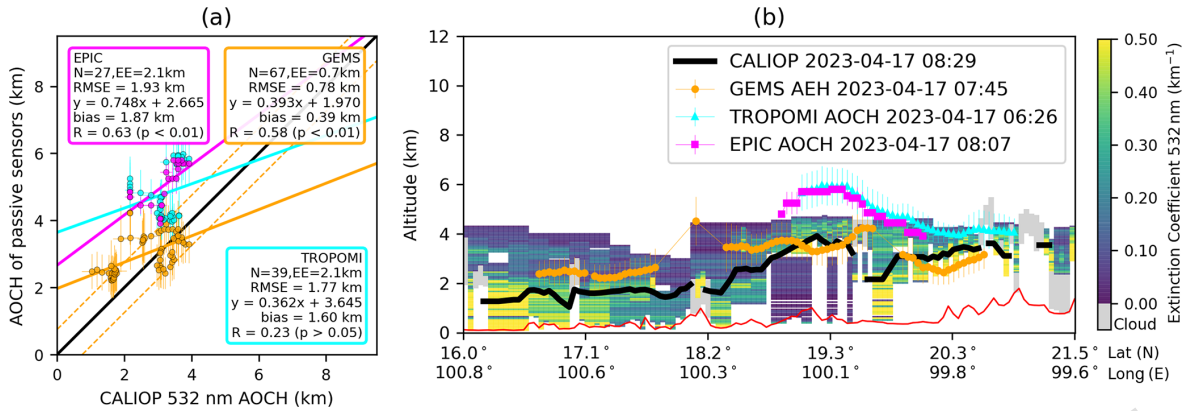 (a)
AOCH of passive sensors (km)
8
6
4
2
0
EPIC
N=27,EE=2.1km
RMSE = 1.93 km
y = 0.748x + 2.665
bias = 1.87 km
R = 0.63 (p < 0.01)
GEMS
N=67,EE=0.7km
RMSE = 0.78 km
y = 0.393x + 1.970
bias = 0.39 km
R = 0.58 (p < 0.01)
TROPOMI
N=39,EE=2.1km
RMSE = 1.77 km
y = 0.362x + 3.645
bias = 1.60 km
R = 0.23 (p > 0.05)
0 2 4 6 8
CALIOP 532 nm AOCH (km)
(b)
Altitude (km)
12
10
8
6
4
2
0
CALIOP 2023-04-17 08:29
GEMS AEH 2023-04-17 07:45
TROPOMI AOCH 2023-04-17 06:26
EPIC AOCH 2023-04-17 08:07
16.0° 17.1° 18.2° 19.3° 20.3° 21.5° Lat (N)
100.8° 100.6° 100.3° 100.1° 99.8° 99.6° Long (E)
0.50
0.40
0.30
0.20
0.10
0.00
Cloud
Extinction Coefficient 532 nm (km⁻¹)